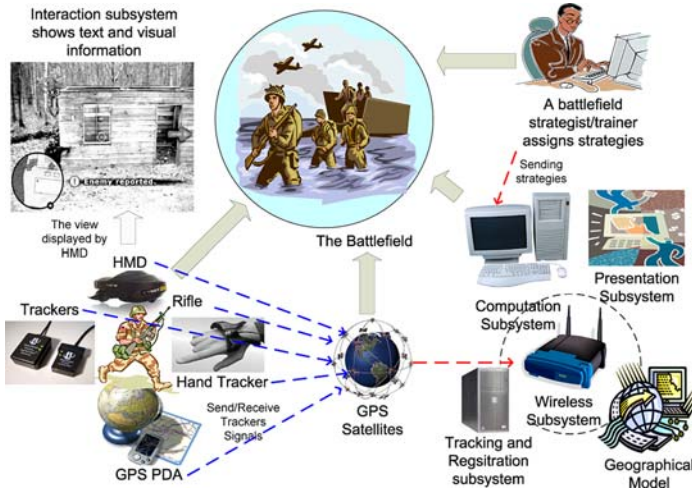 Interaction subsystem
shows text and visual
information
① Enemy reported
The view
displayed by
HMD
HMD
Trackers
Rifle
Hand Tracker
Send/Receive
Trackers
Signals
GPS PDA
The Battlefield
GPS
Satellites
A battlefield
strategist/trainer
assigns strategies
Sending
strategies
Computation
Subsystem
Presentation
Subsystem
Wireless
Subsystem
Tracking and
Regsitration
subsystem
Geographical
Model